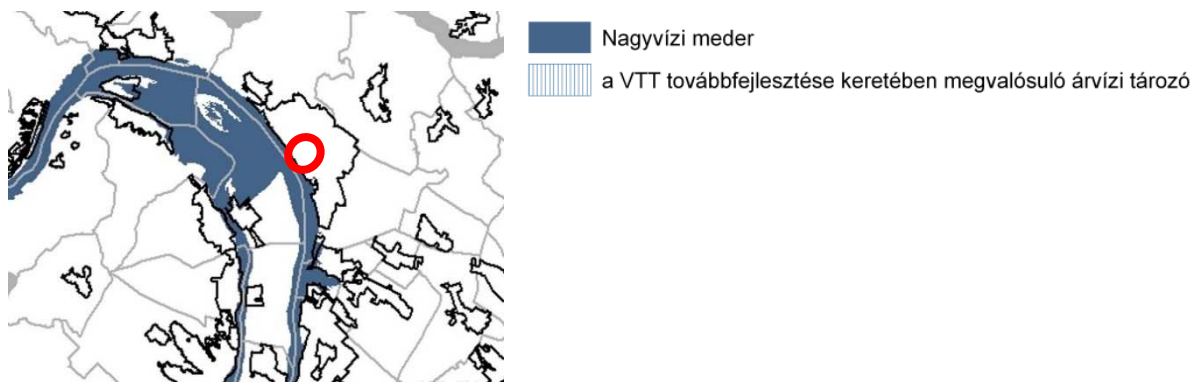 Nagyvízi meder
a VTT továbbfejlesztése keretében megvalósuló árvízi tározó